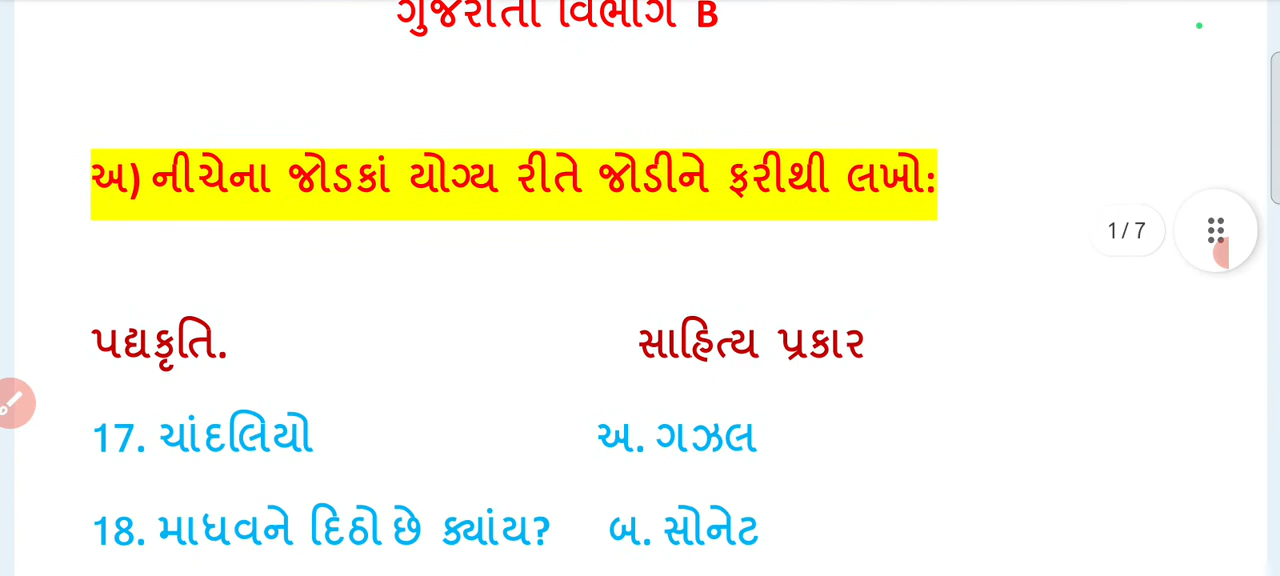 ગુજરાતી વિભાગ B
અ) નીચેના જોડકાં યોગ્ય રીતે જોડીને ફરીથી લખો:
1 / 7
પદ્યકૃતિ. સાહિત્ય પ્રકાર
17. ચાંદલિયો અ. ગઝલ
18. માધવને દિઠો છે ક્યાંય? બ. સોનેટ